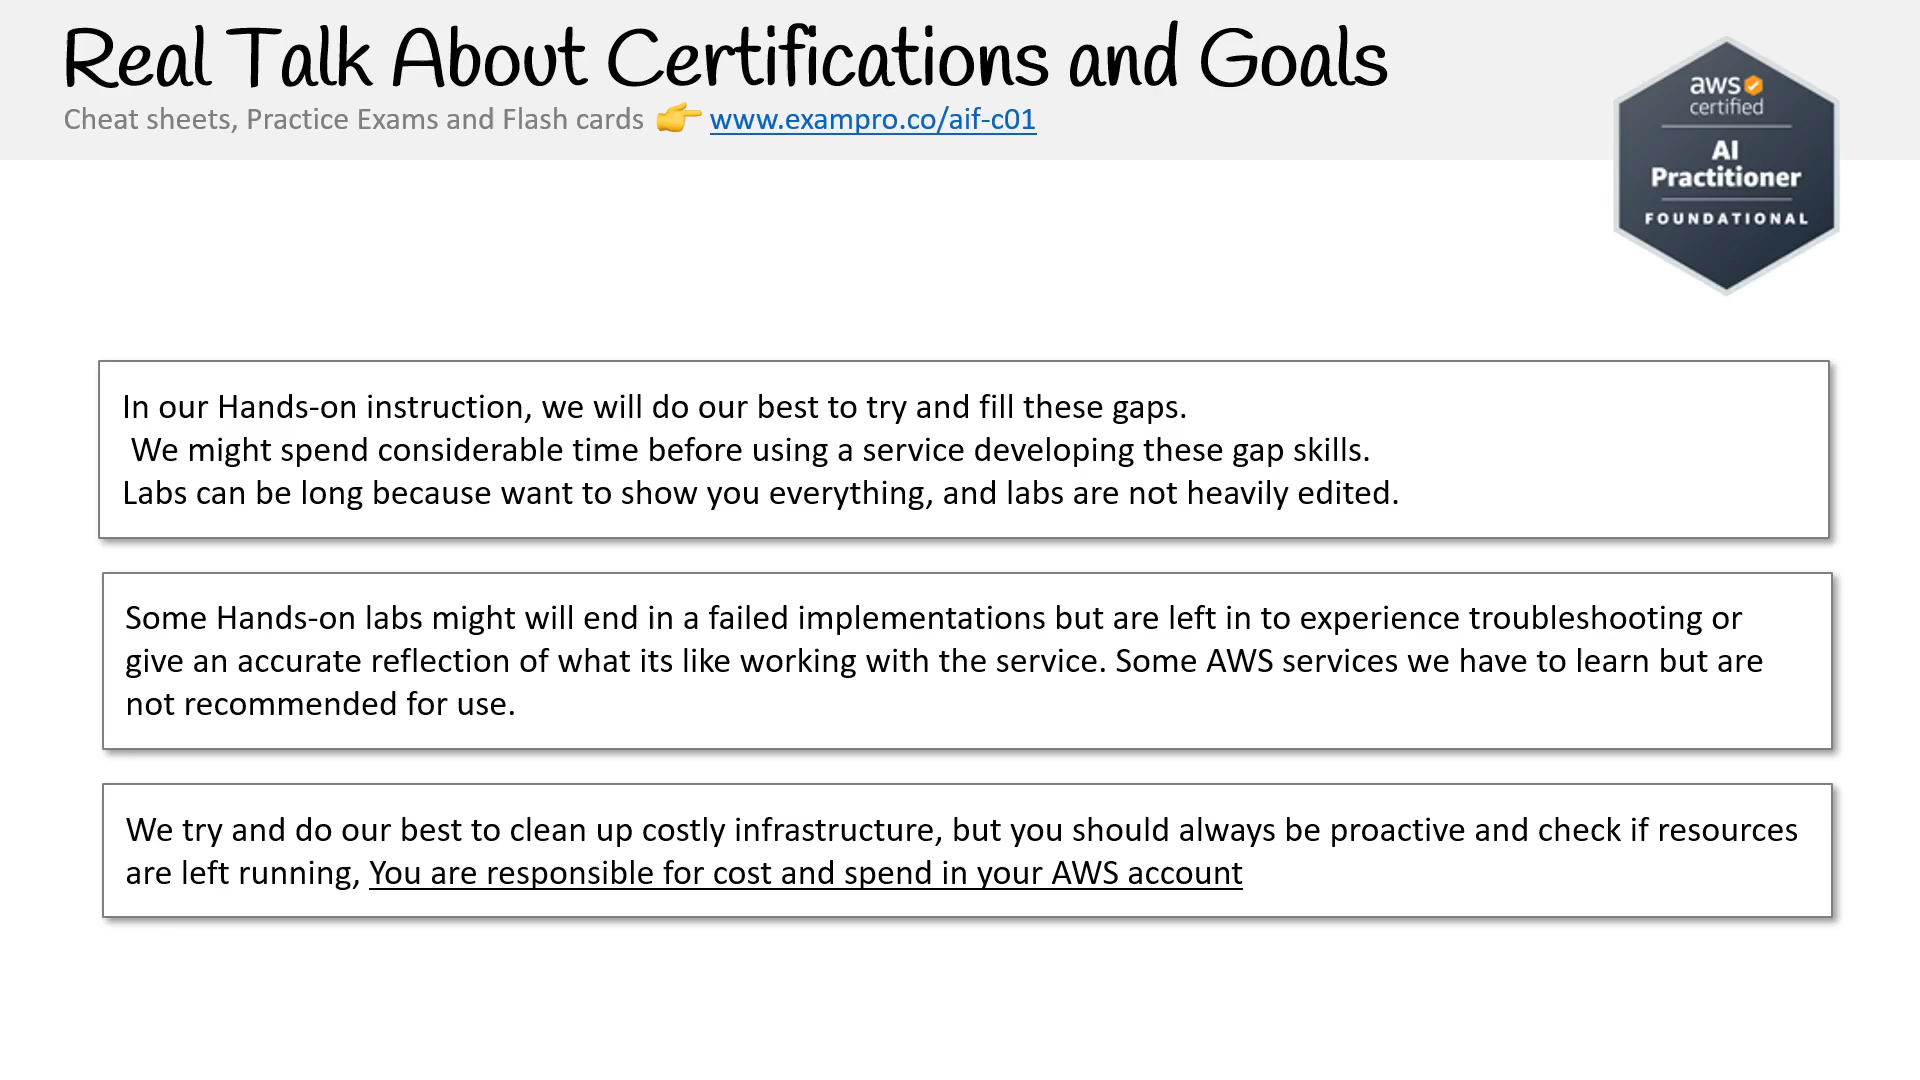 Real Talk About Certifications and Goals
Cheat sheets, Practice Exams and Flash cards 👉 www.exampro.co/aif-c01
aws
certified
AI
Practitioner
FOUNDATIONAL
In our Hands-on instruction, we will do our best to try and fill these gaps.
We might spend considerable time before using a service developing these gap skills.
Labs can be long because want to show you everything, and labs are not heavily edited.
Some Hands-on labs might will end in a failed implementations but are left in to experience troubleshooting or
give an accurate reflection of what its like working with the service. Some AWS services we have to learn but are
not recommended for use.
We try and do our best to clean up costly infrastructure, but you should always be proactive and check if resources
are left running, You are responsible for cost and spend in your AWS account